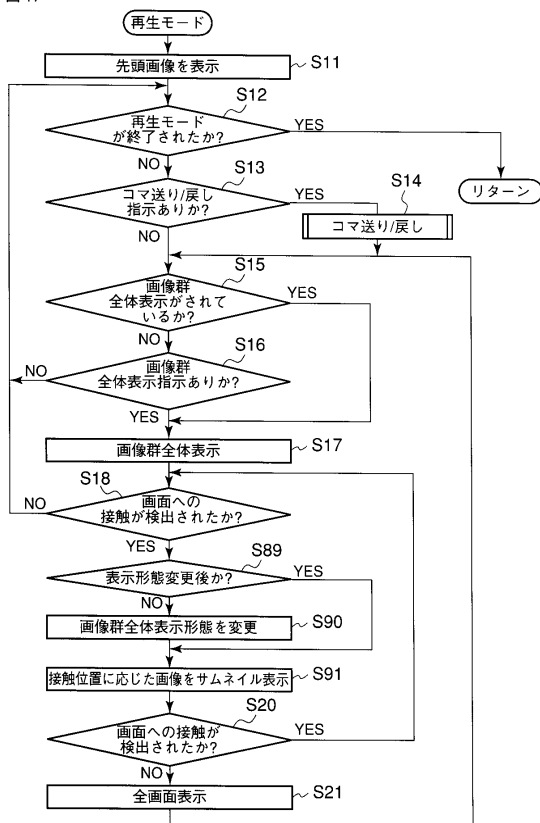 再生モード
先頭画像を表示
S11
S12
再生モード
が終了されたか?
YES
NO
リターン
S13
コマ送り/戻し
指示ありか?
YES
NO
S14
コマ送り/戻し
S15
画像群
全体表示がされて
いるか?
YES
NO
S16
画像群
全体表示指示ありか?
NO
YES
画像群全体表示
S17
S18
画面への
接触が検出されたか?
NO
YES
S89
表示形態変更後か?
YES
NO
画像群全体表示形態を変更
S90
接触位置に応じた画像をサムネイル表示
S91
S20
画面への接触が
検出されたか?
YES
NO
全画面表示
S21